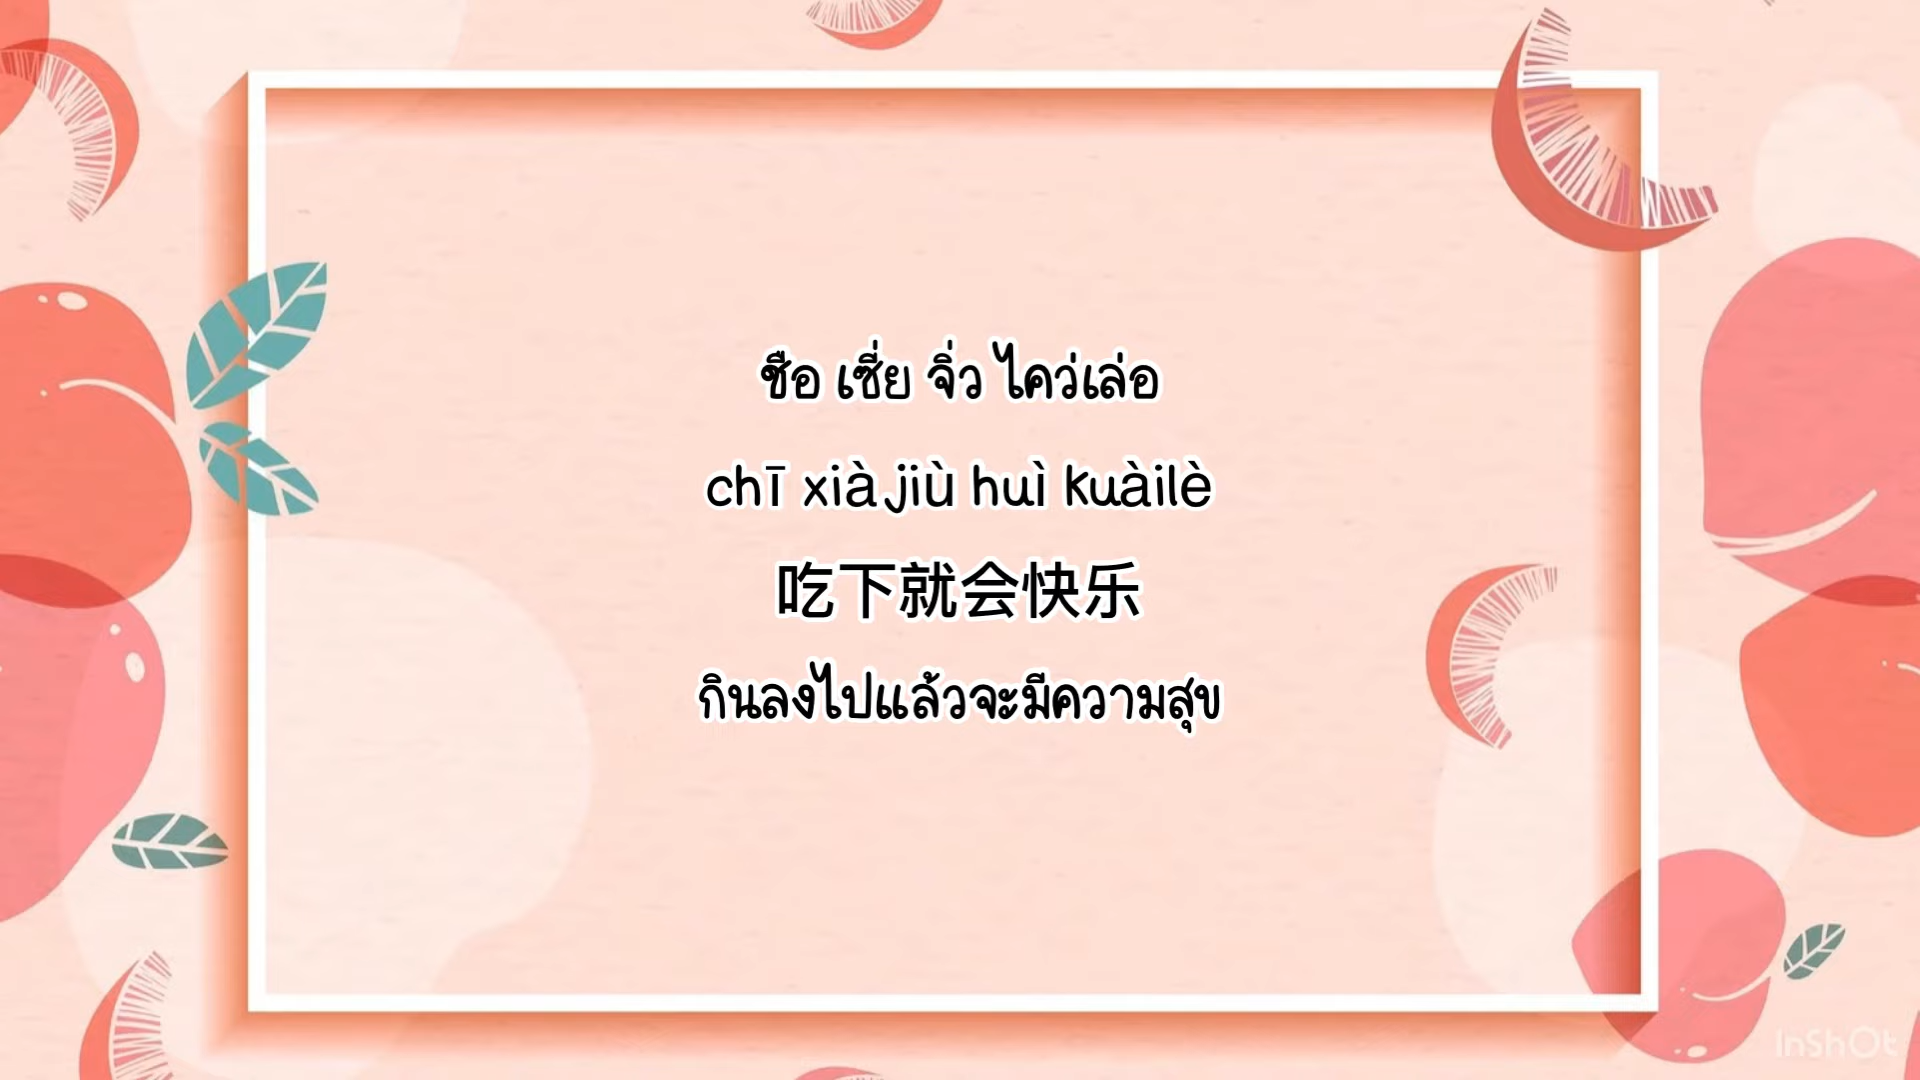 ชือ เซี่ย จิ่ว ไคว่เล่อ
chī xià jiù huì kuàilè
吃下就会快乐
กินลงไปแล้วจะมีความสุข
InShOt